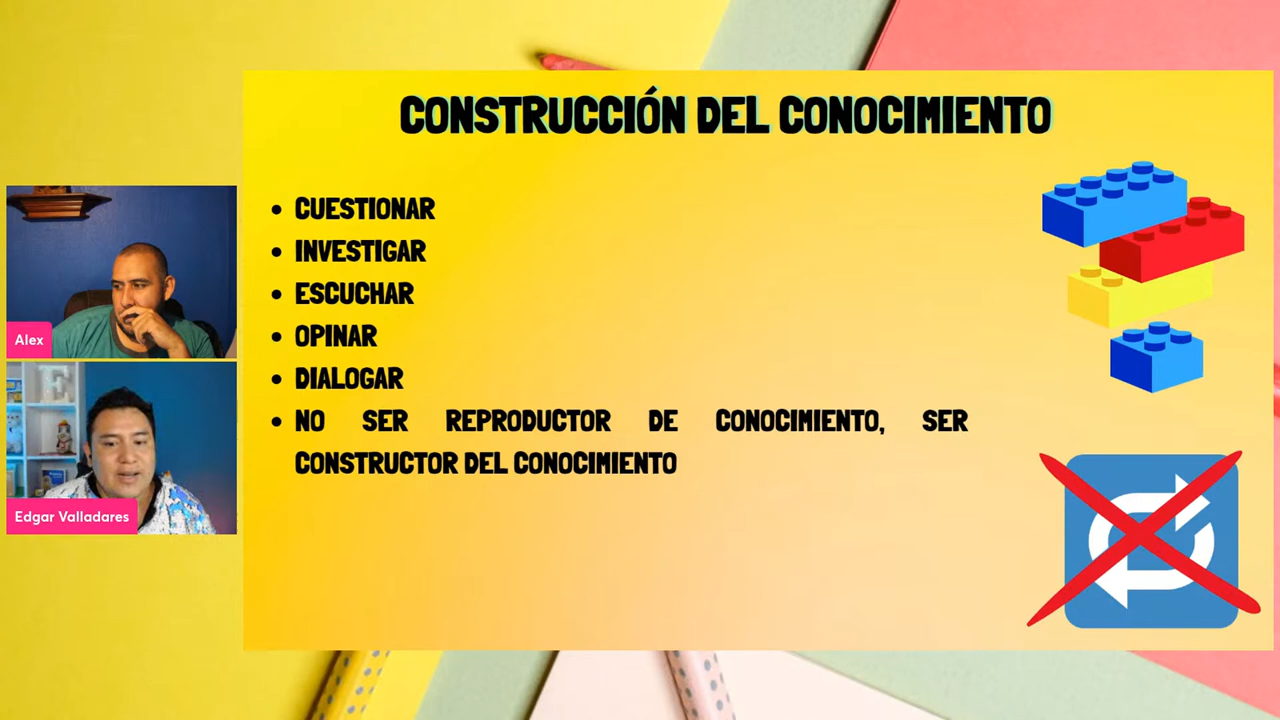 CONSTRUCCIÓN DEL CONOCIMIENTO
CUESTIONAR
INVESTIGAR
ESCUCHAR
OPINAR
DIALOGAR
NO SER REPRODUCTOR DE CONOCIMIENTO, SER
CONSTRUCTOR DEL CONOCIMIENTO
Alex
E
Edgar Valladares